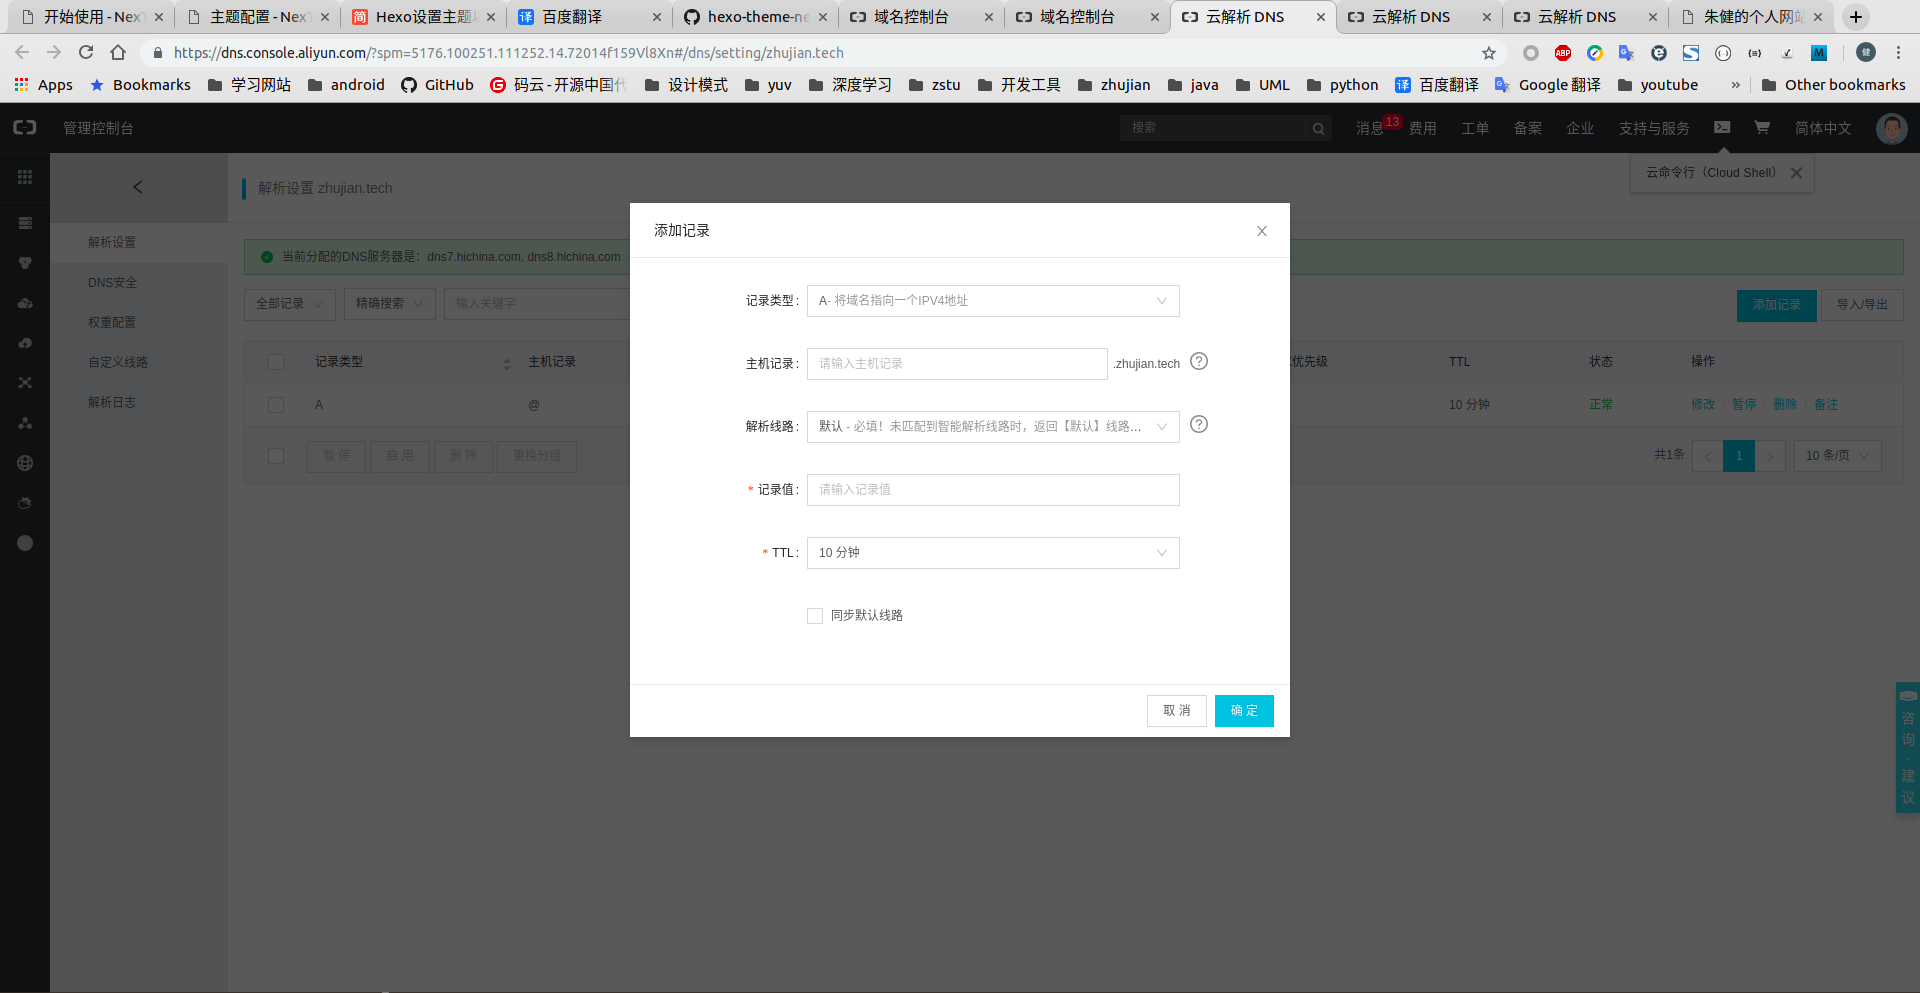 开始使用 - NexT
主题配置 - NexT
Hexo设置主题
百度翻译
hexo-theme-ne
域名控制台
域名控制台
云解析 DNS
云解析 DNS
云解析 DNS
朱健的个人网站
https://dns.console.aliyun.com/?spm=5176.100251.111252.14.72014f159Vl8Xn#/dns/setting/zhujian.tech
ABP
M
健
Apps
Bookmarks
学习网站
android
GitHub
码云 - 开源中国代
设计模式
yuv
深度学习
zstu
开发工具
zhujian
java
UML
python
百度翻译
Google 翻译
youtube
»
Other bookmarks
管理控制台
搜索
消息
13
费用
工单
备案
企业
支持与服务
简体中文
云命令行（Cloud Shell）
解析设置 zhujian.tech
解析设置
DNS安全
权重配置
自定义线路
解析日志
当前分配的DNS服务器是：dns7.hichina.com, dns8.hichina.com
全部记录
精确搜索
输入关键字
添加记录
导入/导出
记录类型
主机记录
优先级
TTL
状态
操作
A
@
10 分钟
正常
修改
暂停
删除
备注
暂 停
启 用
删 除
更换分组
共1条
1
10 条/页
添加记录
记录类型：
A- 将域名指向一个IPV4地址
主机记录：
请输入主机记录
.zhujian.tech
解析线路：
默认 - 必填！未匹配到智能解析线路时，返回【默认】线路...
* 记录值：
请输入记录值
* TTL：
10 分钟
同步默认线路
取 消
确 定
咨
询
·
建
议